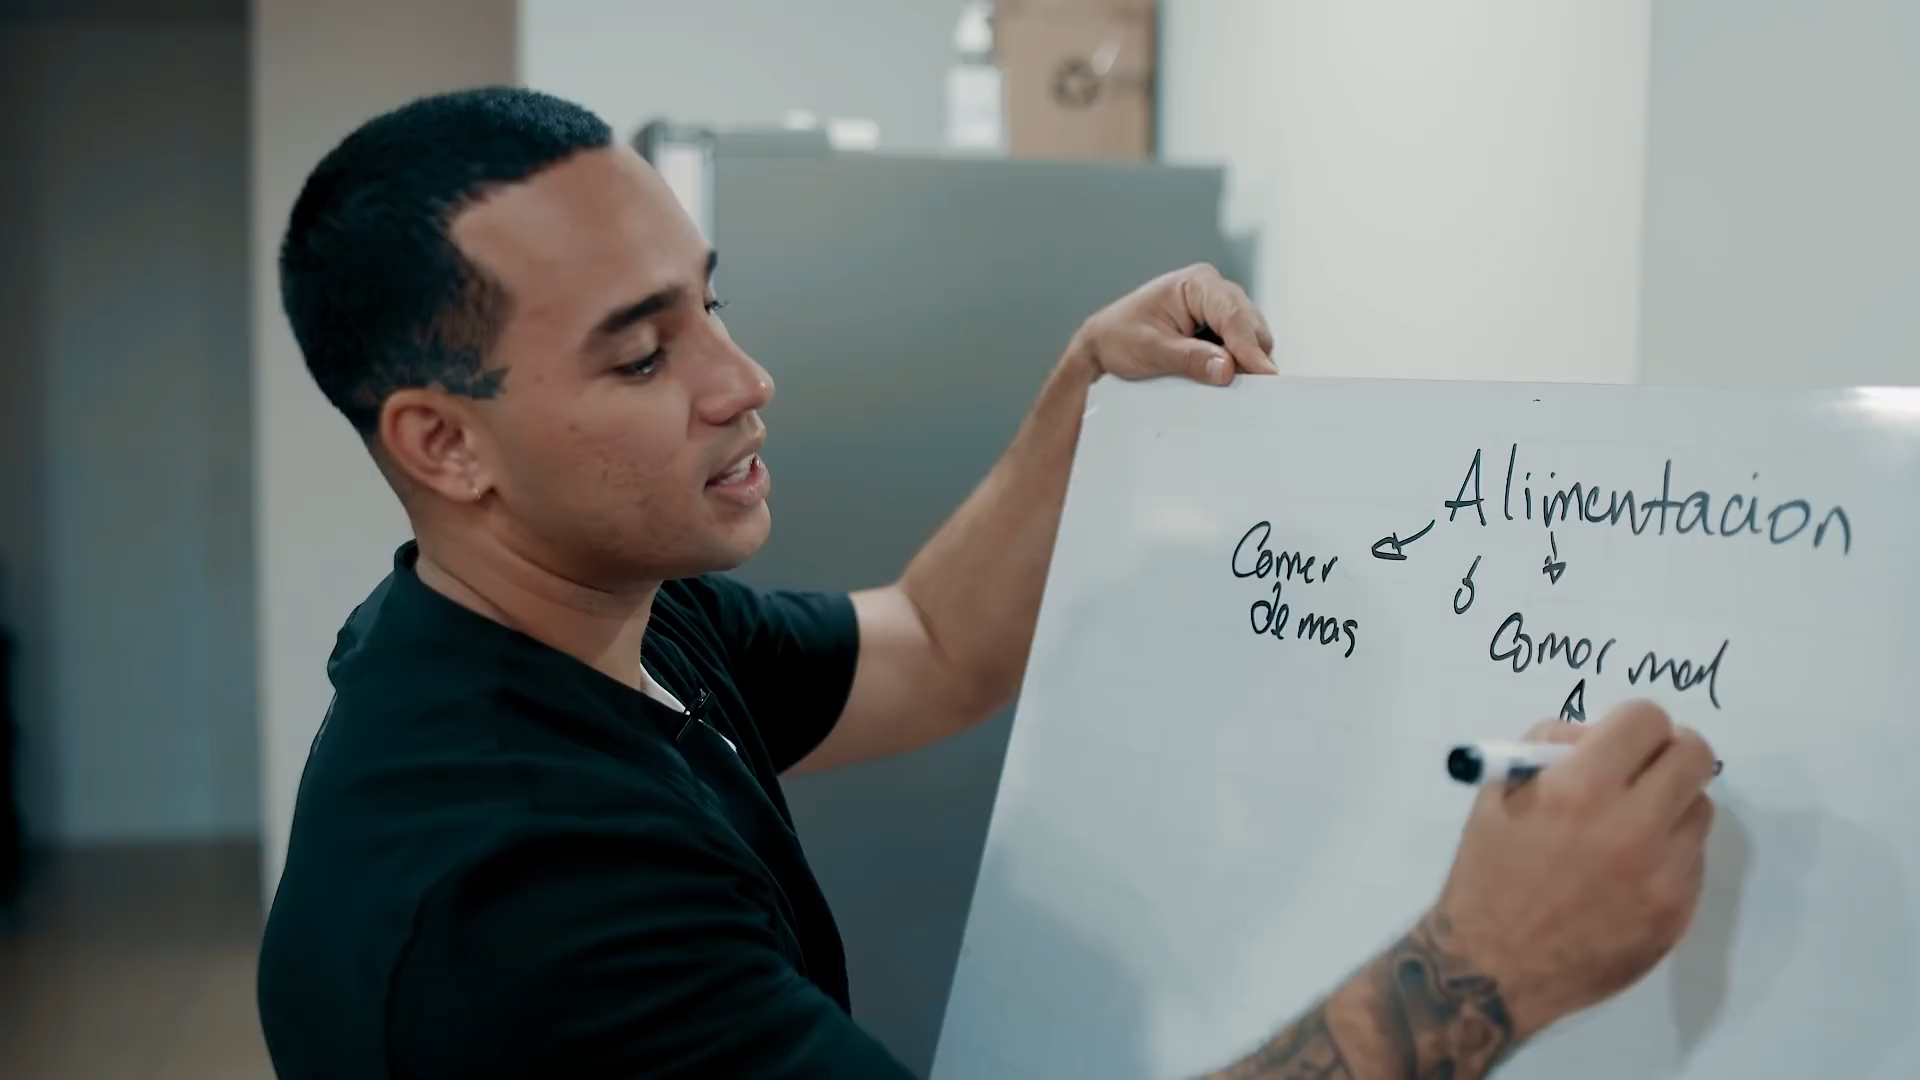 Alimentacion
Comer
de mas
o
Comer mal